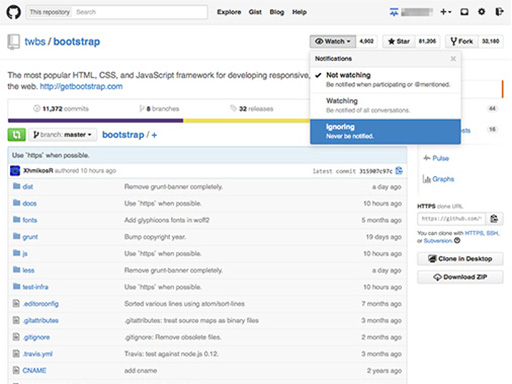 This repository Search Explore Gist Blog Help
twbs / bootstrap Watch 4,902 Star 81,206 Fork 32,180
Notifications
The most popular HTML, CSS, and JavaScript framework for developing responsive,
the web. http://getbootstrap.com
Not watching
Be notified when participating or @mentioned.
Watching
Be notified of all conversations.
Ignoring
Never be notified.
11,372 commits 8 branches 32 releases
44
16
branch: master bootstrap / +
Use `https` when possible.
XhmikosR authored 10 hours ago latest commit 315907c97c
dist Remove grunt-banner completely. a day ago
docs Use `https` when possible. 10 hours ago
fonts Add glyphicons fonts in woff2 5 months ago
grunt Bump copyright year. 19 days ago
js Use `https` when possible. 10 hours ago
less Remove grunt-banner completely. a day ago
test-infra Use `https` when possible. 10 hours ago
.editorconfig Sorted various lines using atom/sort-lines 7 months ago
.gitattributes .gitattributes: treat source maps as binary files 3 months ago
.gitignore .gitignore: Remove obsolete files. 2 months ago
.travis.yml Travis: test against node.js 0.12. 3 months ago
CNAME add cname 2 years ago
Pulse
Graphs
HTTPS clone URL
https://github.com/
You can clone with HTTPS, SSH,
or Subversion.
Clone in Desktop
Download ZIP